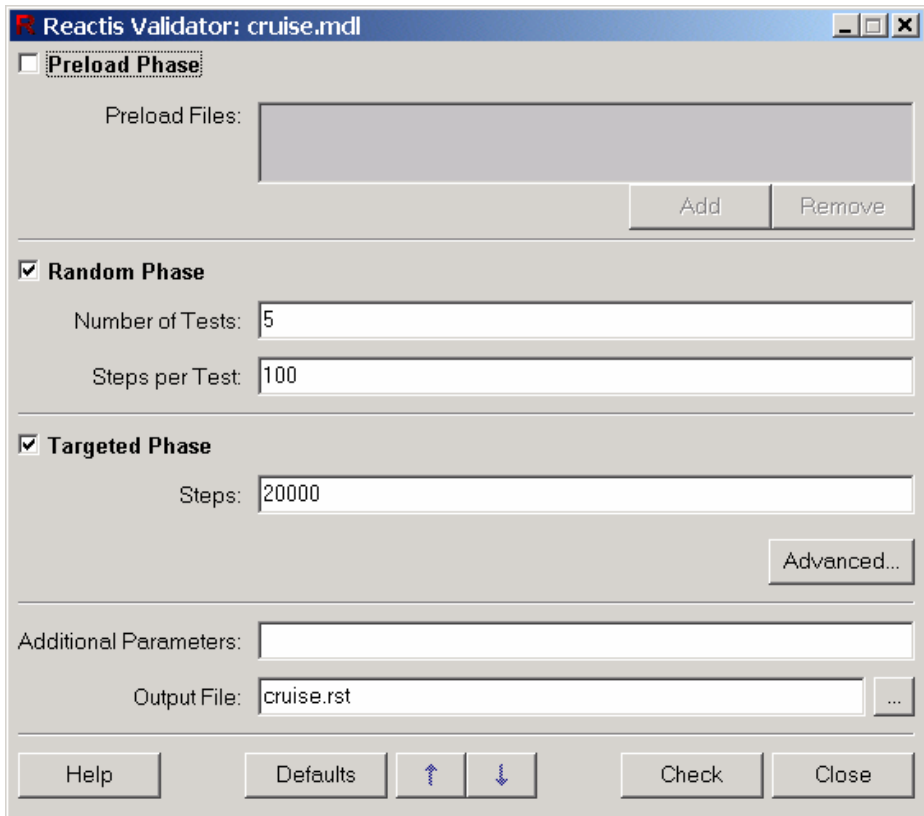 Reactis Validator: cruise.mdl
Preload Phase
Preload Files:
Add Remove
Random Phase
Number of Tests: 5
Steps per Test: 100
Targeted Phase
Steps: 20000
Advanced...
Additional Parameters:
Output File: cruise.rst ...
Help Defaults ↑ ↓ Check Close